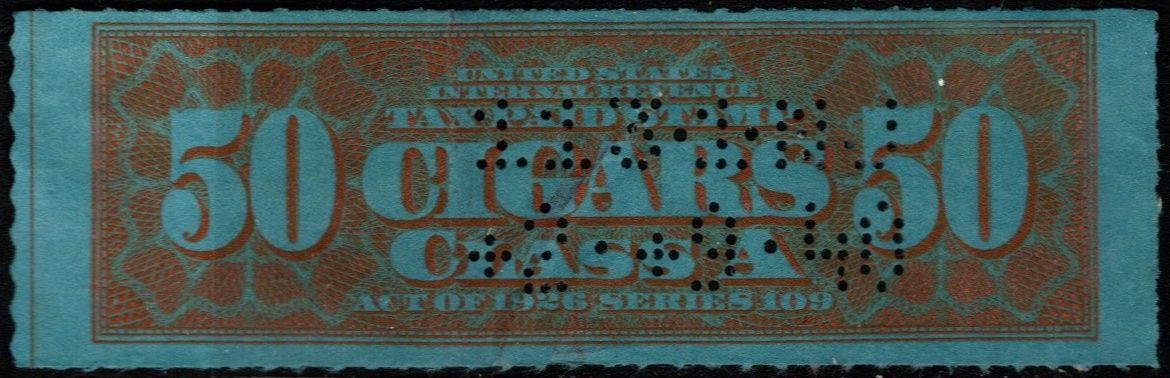 UNITED STATES
INTERNAL REVENUE
TAX PAID STAMP
50 CIGARS 50
CLASS A
ACT OF 1926. SERIES 109